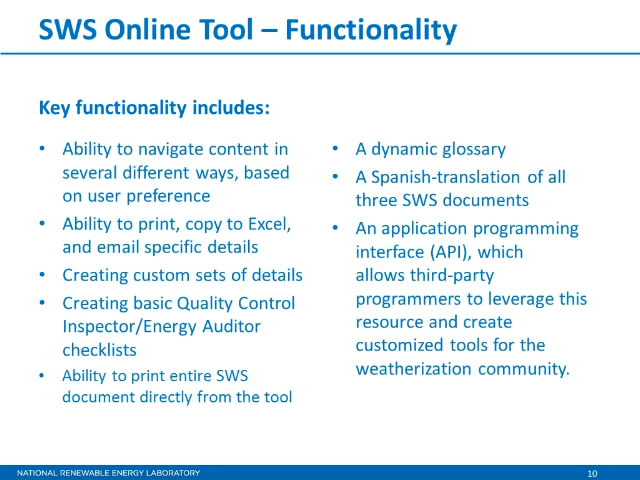 SWS Online Tool – Functionality
Key functionality includes:
• Ability to navigate content in
several different ways, based
on user preference
• Ability to print, copy to Excel,
and email specific details
• Creating custom sets of details
• Creating basic Quality Control
Inspector/Energy Auditor
checklists
• Ability to print entire SWS
document directly from the tool
• A dynamic glossary
• A Spanish-translation of all
three SWS documents
• An application programming
interface (API), which
allows third-party
programmers to leverage this
resource and create
customized tools for the
weatherization community.
NATIONAL RENEWABLE ENERGY LABORATORY
10